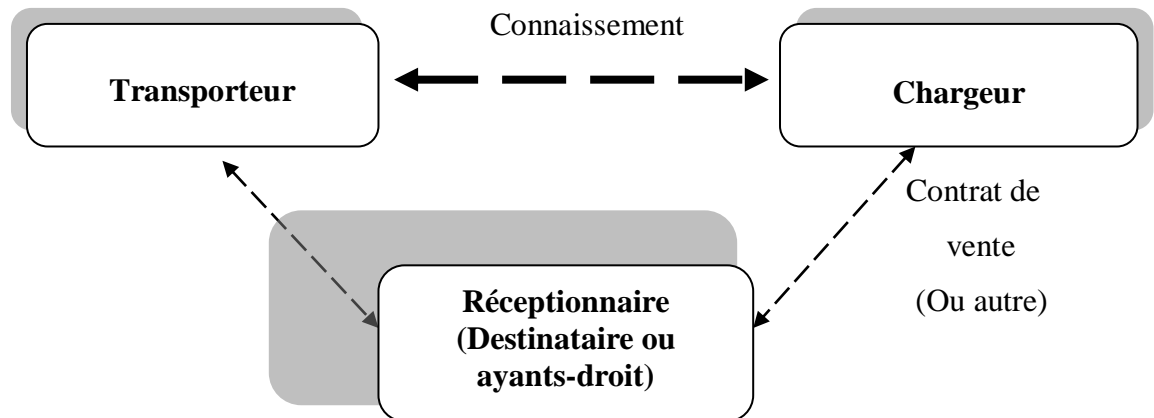 Connaissement
Transporteur
Chargeur
Contrat de
vente
(Ou autre)
Réceptionnaire
(Destinataire ou
ayants-droit)